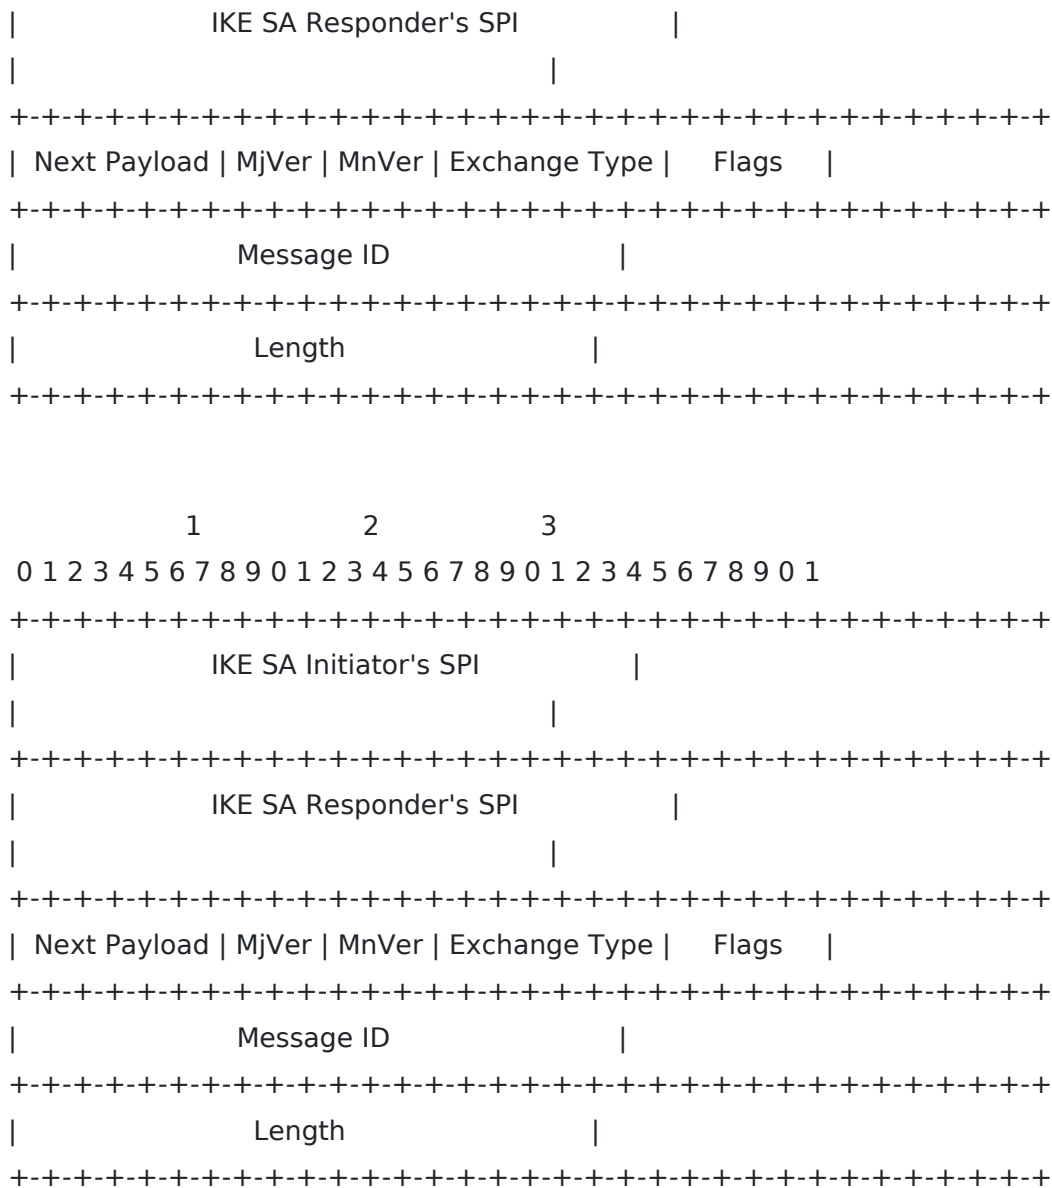 |                        IKE SA Responder's SPI                        |
|                                                                       |
+-+-+-+-+-+-+-+-+-+-+-+-+-+-+-+-+-+-+-+-+-+-+-+-+-+-+-+-+-+-+-+-+-+
|  Next Payload | MjVer | MnVer | Exchange Type |     Flags     |
+-+-+-+-+-+-+-+-+-+-+-+-+-+-+-+-+-+-+-+-+-+-+-+-+-+-+-+-+-+-+-+-+-+
|                          Message ID                           |
+-+-+-+-+-+-+-+-+-+-+-+-+-+-+-+-+-+-+-+-+-+-+-+-+-+-+-+-+-+-+-+-+-+
|                            Length                             |
+-+-+-+-+-+-+-+-+-+-+-+-+-+-+-+-+-+-+-+-+-+-+-+-+-+-+-+-+-+-+-+-+-+
                     1                   2                   3
 0 1 2 3 4 5 6 7 8 9 0 1 2 3 4 5 6 7 8 9 0 1 2 3 4 5 6 7 8 9 0 1
+-+-+-+-+-+-+-+-+-+-+-+-+-+-+-+-+-+-+-+-+-+-+-+-+-+-+-+-+-+-+-+-+-+
|                       IKE SA Initiator's SPI                  |
|                                                               |
+-+-+-+-+-+-+-+-+-+-+-+-+-+-+-+-+-+-+-+-+-+-+-+-+-+-+-+-+-+-+-+-+-+
|                       IKE SA Responder's SPI                  |
|                                                               |
+-+-+-+-+-+-+-+-+-+-+-+-+-+-+-+-+-+-+-+-+-+-+-+-+-+-+-+-+-+-+-+-+-+
|  Next Payload | MjVer | MnVer | Exchange Type |     Flags     |
+-+-+-+-+-+-+-+-+-+-+-+-+-+-+-+-+-+-+-+-+-+-+-+-+-+-+-+-+-+-+-+-+-+
|                          Message ID                           |
+-+-+-+-+-+-+-+-+-+-+-+-+-+-+-+-+-+-+-+-+-+-+-+-+-+-+-+-+-+-+-+-+-+
|                            Length                             |
+-+-+-+-+-+-+-+-+-+-+-+-+-+-+-+-+-+-+-+-+-+-+-+-+-+-+-+-+-+-+-+-+-+